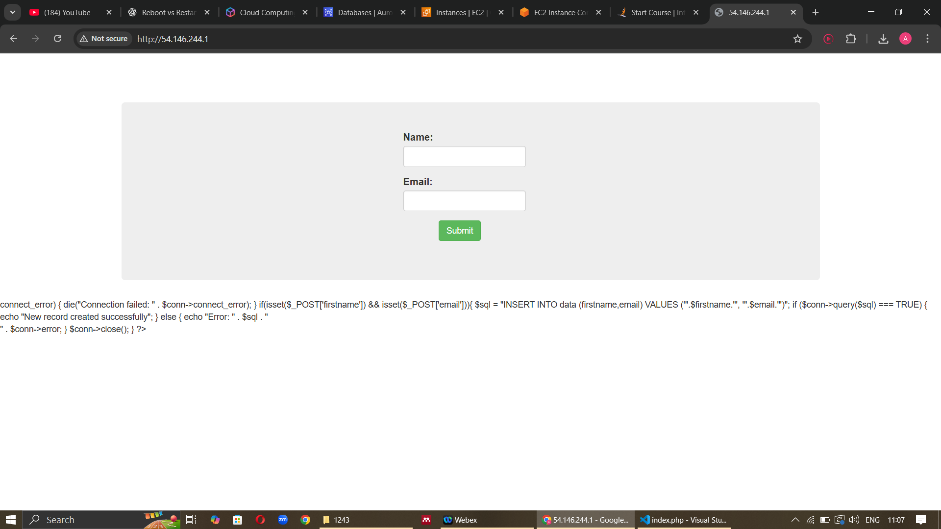 (184) YouTube
Reboot vs Restar
Cloud Computin
Databases | Auro
Instances | EC2 |
EC2 Instance Co
Start Course | Int
54.146.244.1
Not secure
http://54.146.244.1
A
Name:
Email:
Submit
connect_error) { die("Connection failed: " . $conn->connect_error); } if(isset($_POST['firstname']) && isset($_POST['email'])){ $sql = "INSERT INTO data (firstname,email) VALUES ('".$firstname."', '".$email."')"; if ($conn->query($sql) === TRUE) {
echo "New record created successfully"; } else { echo "Error: " . $sql . "
" . $conn->error; } $conn->close(); } ?>
Search
1243
Webex
54.146.244.1 - Google...
index.php - Visual Stu...
ENG
11:07